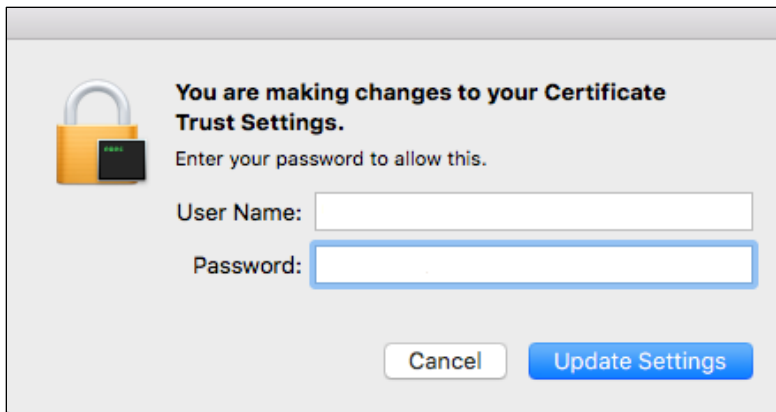 You are making changes to your Certificate
Trust Settings.
Enter your password to allow this.
User Name:
Password:
Cancel
Update Settings